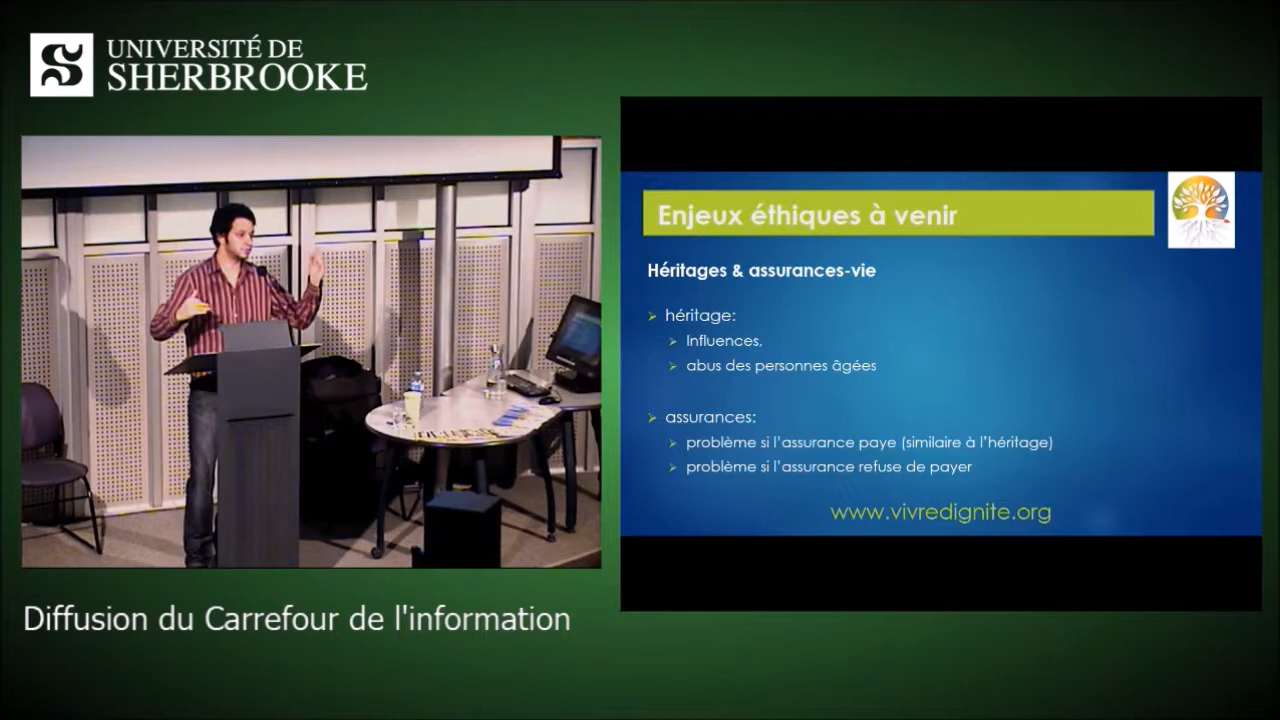 UNIVERSITÉ DE
SHERBROOKE
Enjeux éthiques à venir
Héritages & assurances-vie
héritage:
Influences,
abus des personnes âgées
assurances:
problème si l'assurance paye (similaire à l'héritage)
problème si l'assurance refuse de payer
www.vivredignite.org
Diffusion du Carrefour de l'information